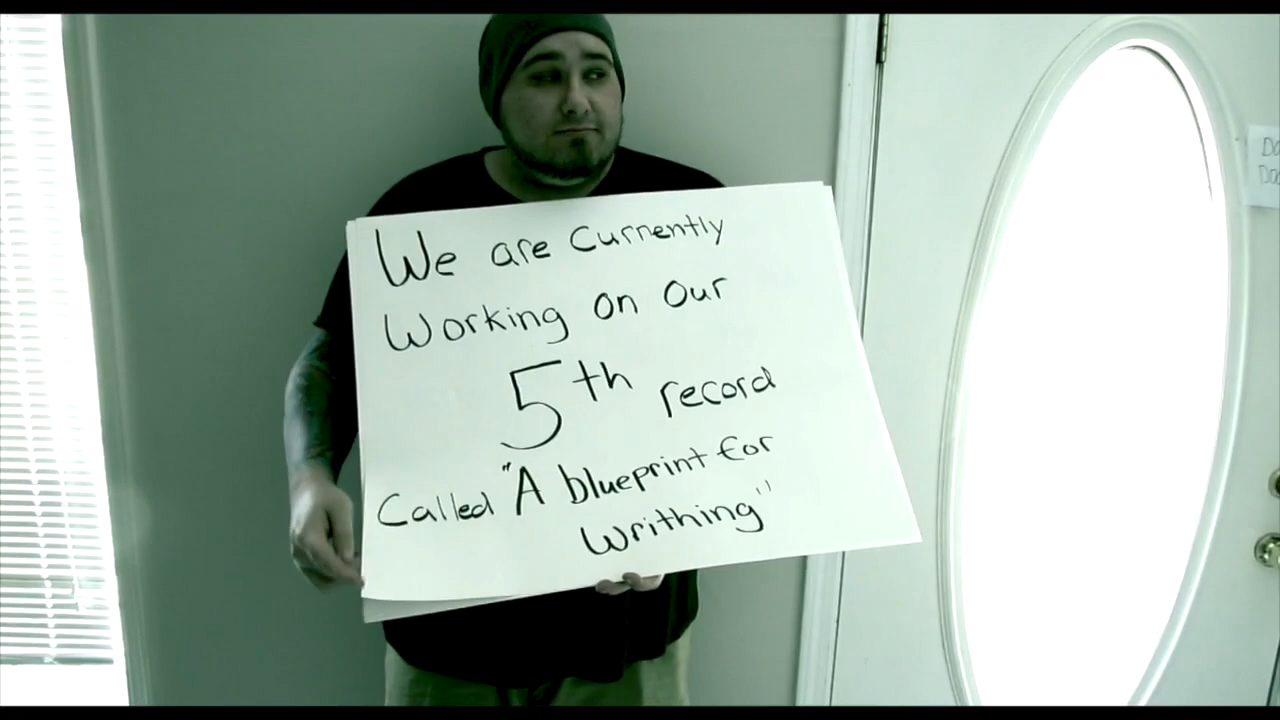 We are Currently
Working on our
5th record
Called "A blueprint for
Writhing"